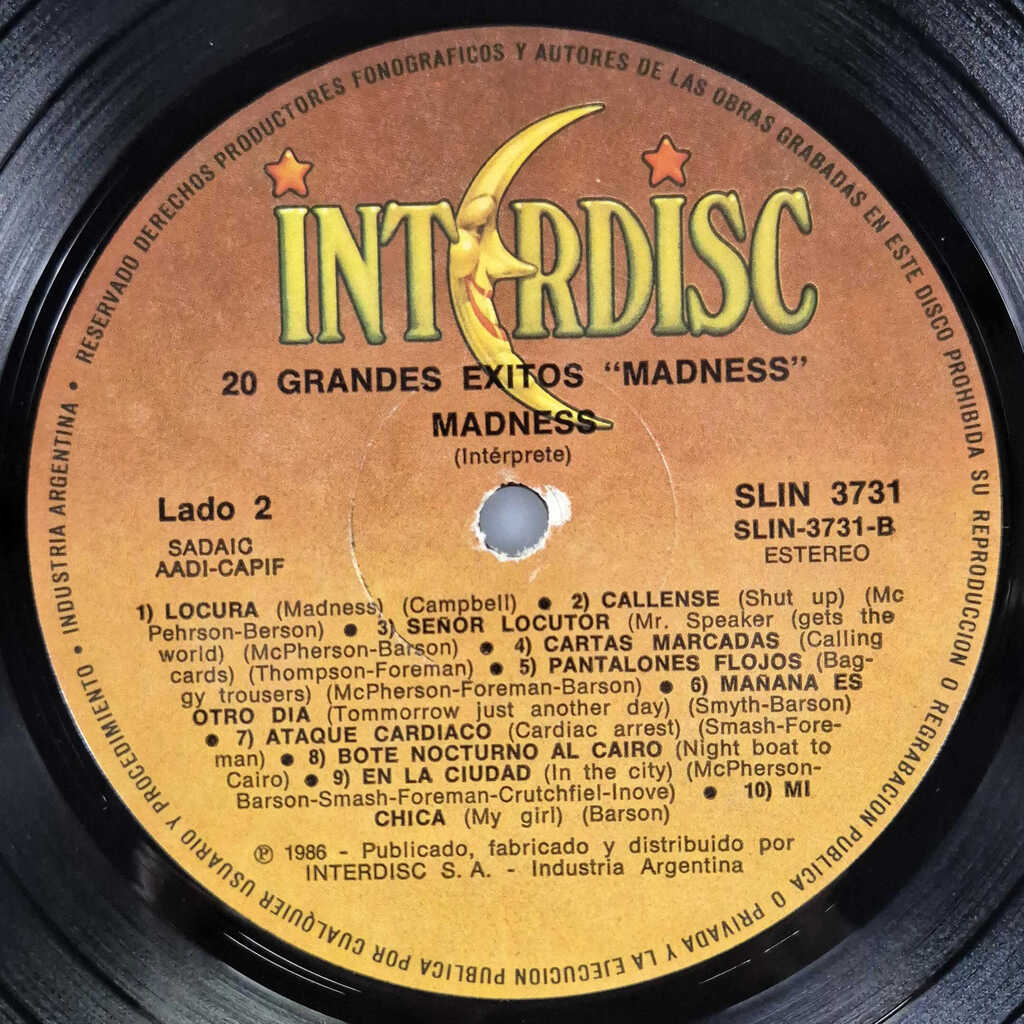 RESERVADO DERECHOS PRODUCTORES FONOGRAFICOS Y AUTORES DE LAS OBRAS GRABADAS EN ESTE DISCO PROHIBIDA SU REPRODUCCION O REGRABACION PUBLICA O PRIVADA Y LA EJECUCION PUBLICA POR CUALQUIER USUARIO Y PROCEDIMIENTO • INDUSTRIA ARGENTINA •
INTERDISC
20 GRANDES EXITOS “MADNESS”
MADNESS
(Intérprete)
Lado 2
SADAIC
AADI-CAPIF
SLIN 3731
SLIN-3731-B
ESTEREO
1) LOCURA (Madness) (Campbell) ● 2) CALLENSE (Shut up) (Mc
Pehrson-Berson) ● 3) SEÑOR LOCUTOR (Mr. Speaker (gets the
world) (McPherson-Barson) ● 4) CARTAS MARCADAS (Calling
cards) (Thompson-Foreman) ● 5) PANTALONES FLOJOS (Bag-
gy trousers) (McPherson-Foreman-Barson) ● 6) MAÑANA ES
OTRO DIA (Tommorrow just another day) (Smyth-Barson)
● 7) ATAQUE CARDIACO (Cardiac arrest) (Smash-Fore-
man) ● 8) BOTE NOCTURNO AL CAIRO (Night boat to
Cairo) ● 9) EN LA CIUDAD (In the city) (McPherson-
Barson-Smash-Foreman-Crutchfiel-Inove) ● 10) MI
CHICA (My girl) (Barson)
℗ 1986 - Publicado, fabricado y distribuido por
INTERDISC S. A. - Industria Argentina